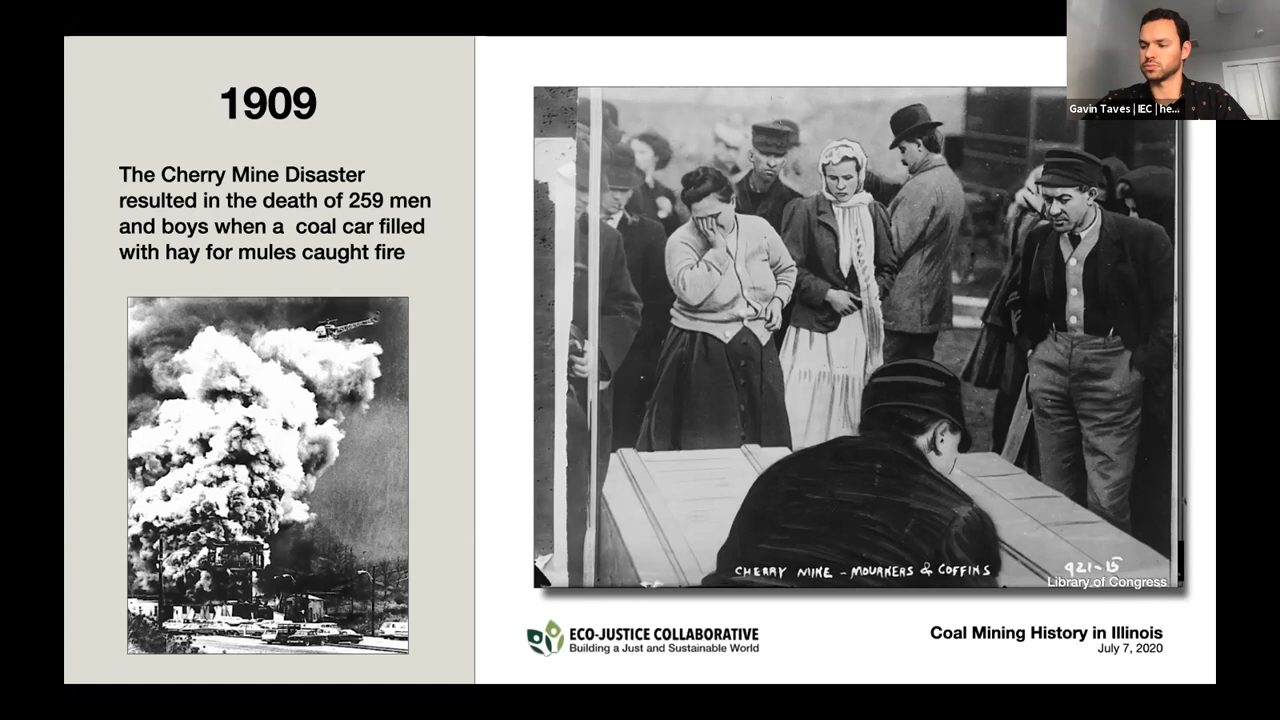 1909
The Cherry Mine Disaster
resulted in the death of 259 men
and boys when a coal car filled
with hay for mules caught fire
Gavin Taves | IEC | he...
CHERRY MINE - MOURNERS & COFFINS
921-15
Library of Congress
ECO-JUSTICE COLLABORATIVE
Building a Just and Sustainable World
Coal Mining History in Illinois
July 7, 2020